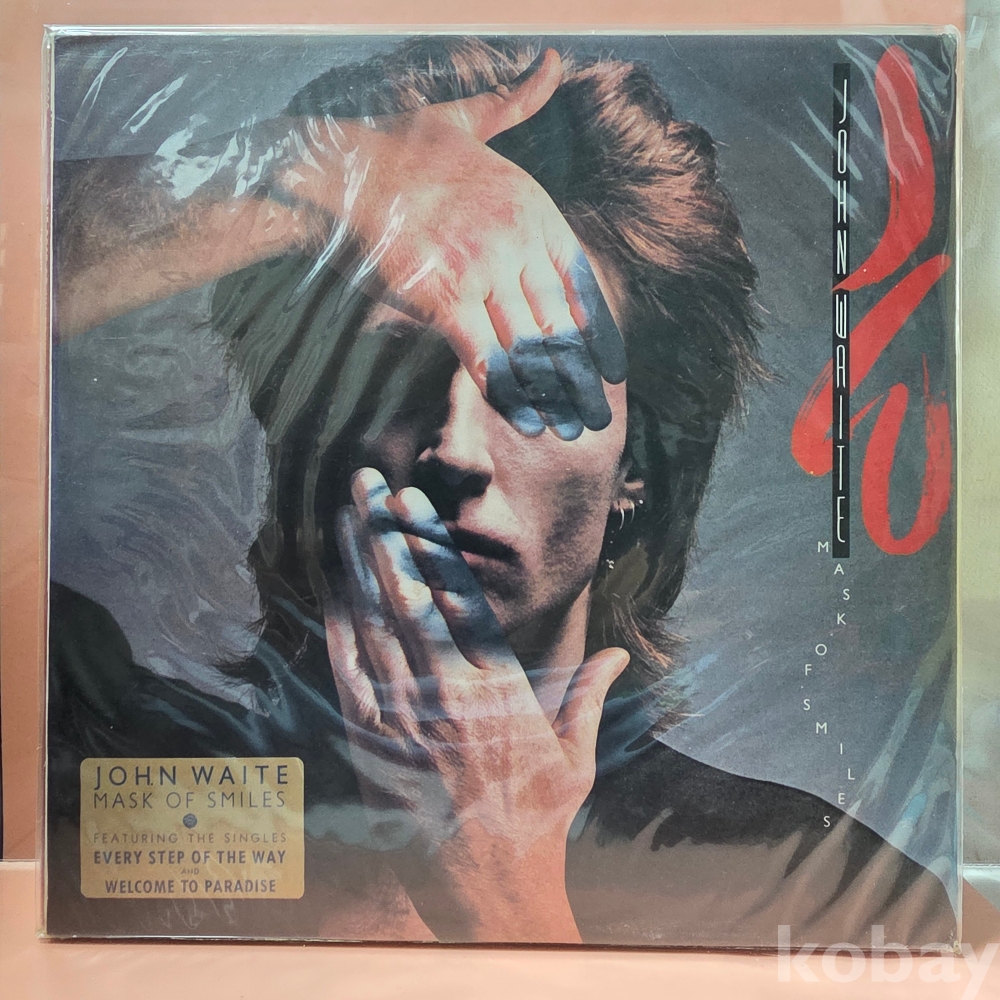 JOHN WAITE
MASK OF SMILES
JOHN WAITE
MASK OF SMILES
FEATURING THE SINGLES
EVERY STEP OF THE WAY
AND
WELCOME TO PARADISE
kobay